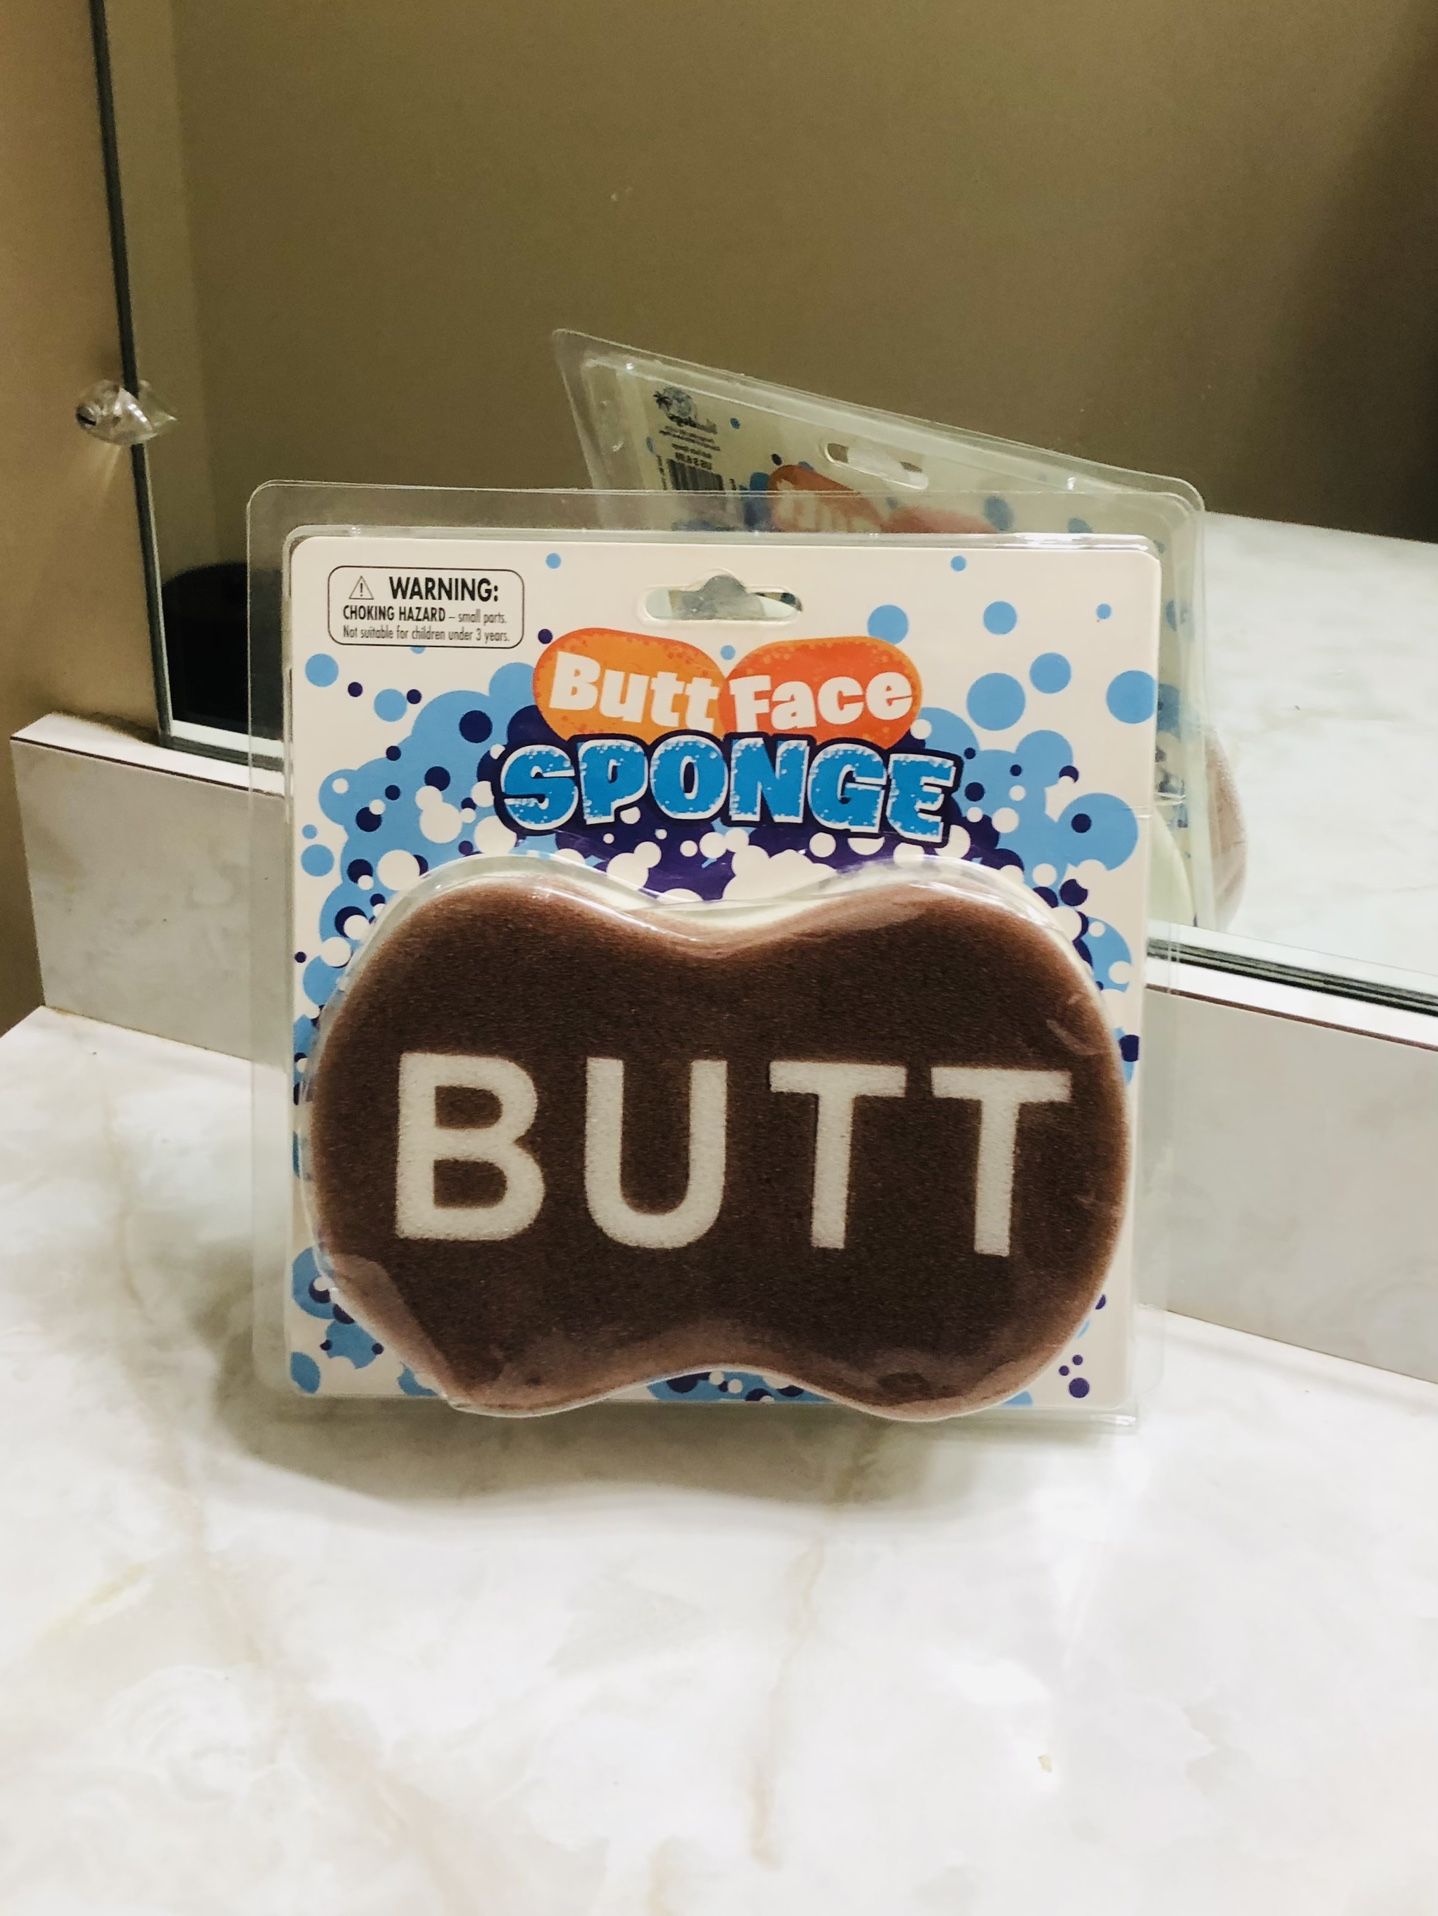 WARNING:
CHOKING HAZARD – small parts.
Not suitable for children under 3 years.
Butt Face
SPONGE
BUTT